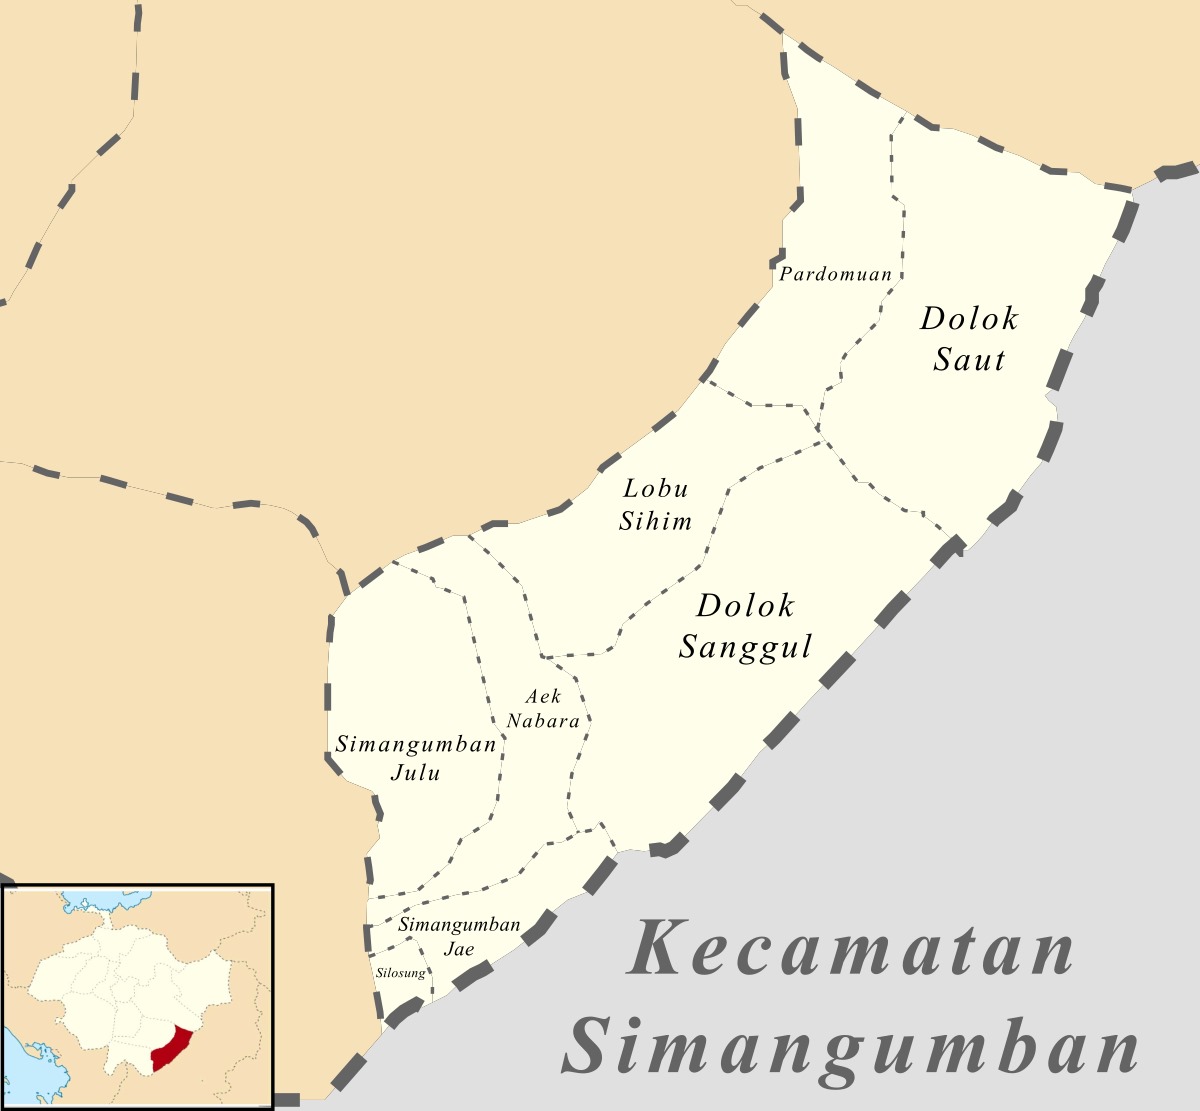 Pardomuan
Dolok
Saut
Lobu
Sihim
Dolok
Sanggul
Aek
Nabara
Simangumban
Julu
Simangumban
Jae
Silosung
Kecamatan
Simangumban